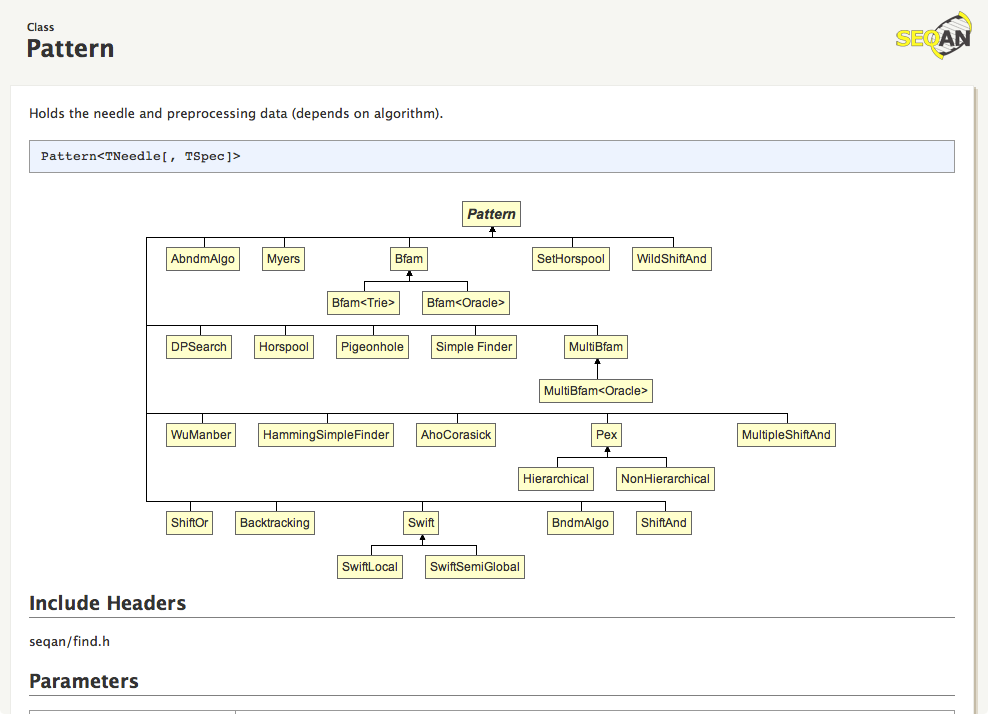 Class
Pattern
SEQAN
Holds the needle and preprocessing data (depends on algorithm).
Pattern<TNeedle[, TSpec]>
Pattern
AbndmAlgo Myers Bfam SetHorspool WildShiftAnd
Bfam<Trie> Bfam<Oracle>
DPSearch Horspool Pigeonhole Simple Finder MultiBfam
MultiBfam<Oracle>
WuManber HammingSimpleFinder AhoCorasick Pex MultipleShiftAnd
Hierarchical NonHierarchical
ShiftOr Backtracking Swift BndmAlgo ShiftAnd
SwiftLocal SwiftSemiGlobal
Include Headers
seqan/find.h
Parameters